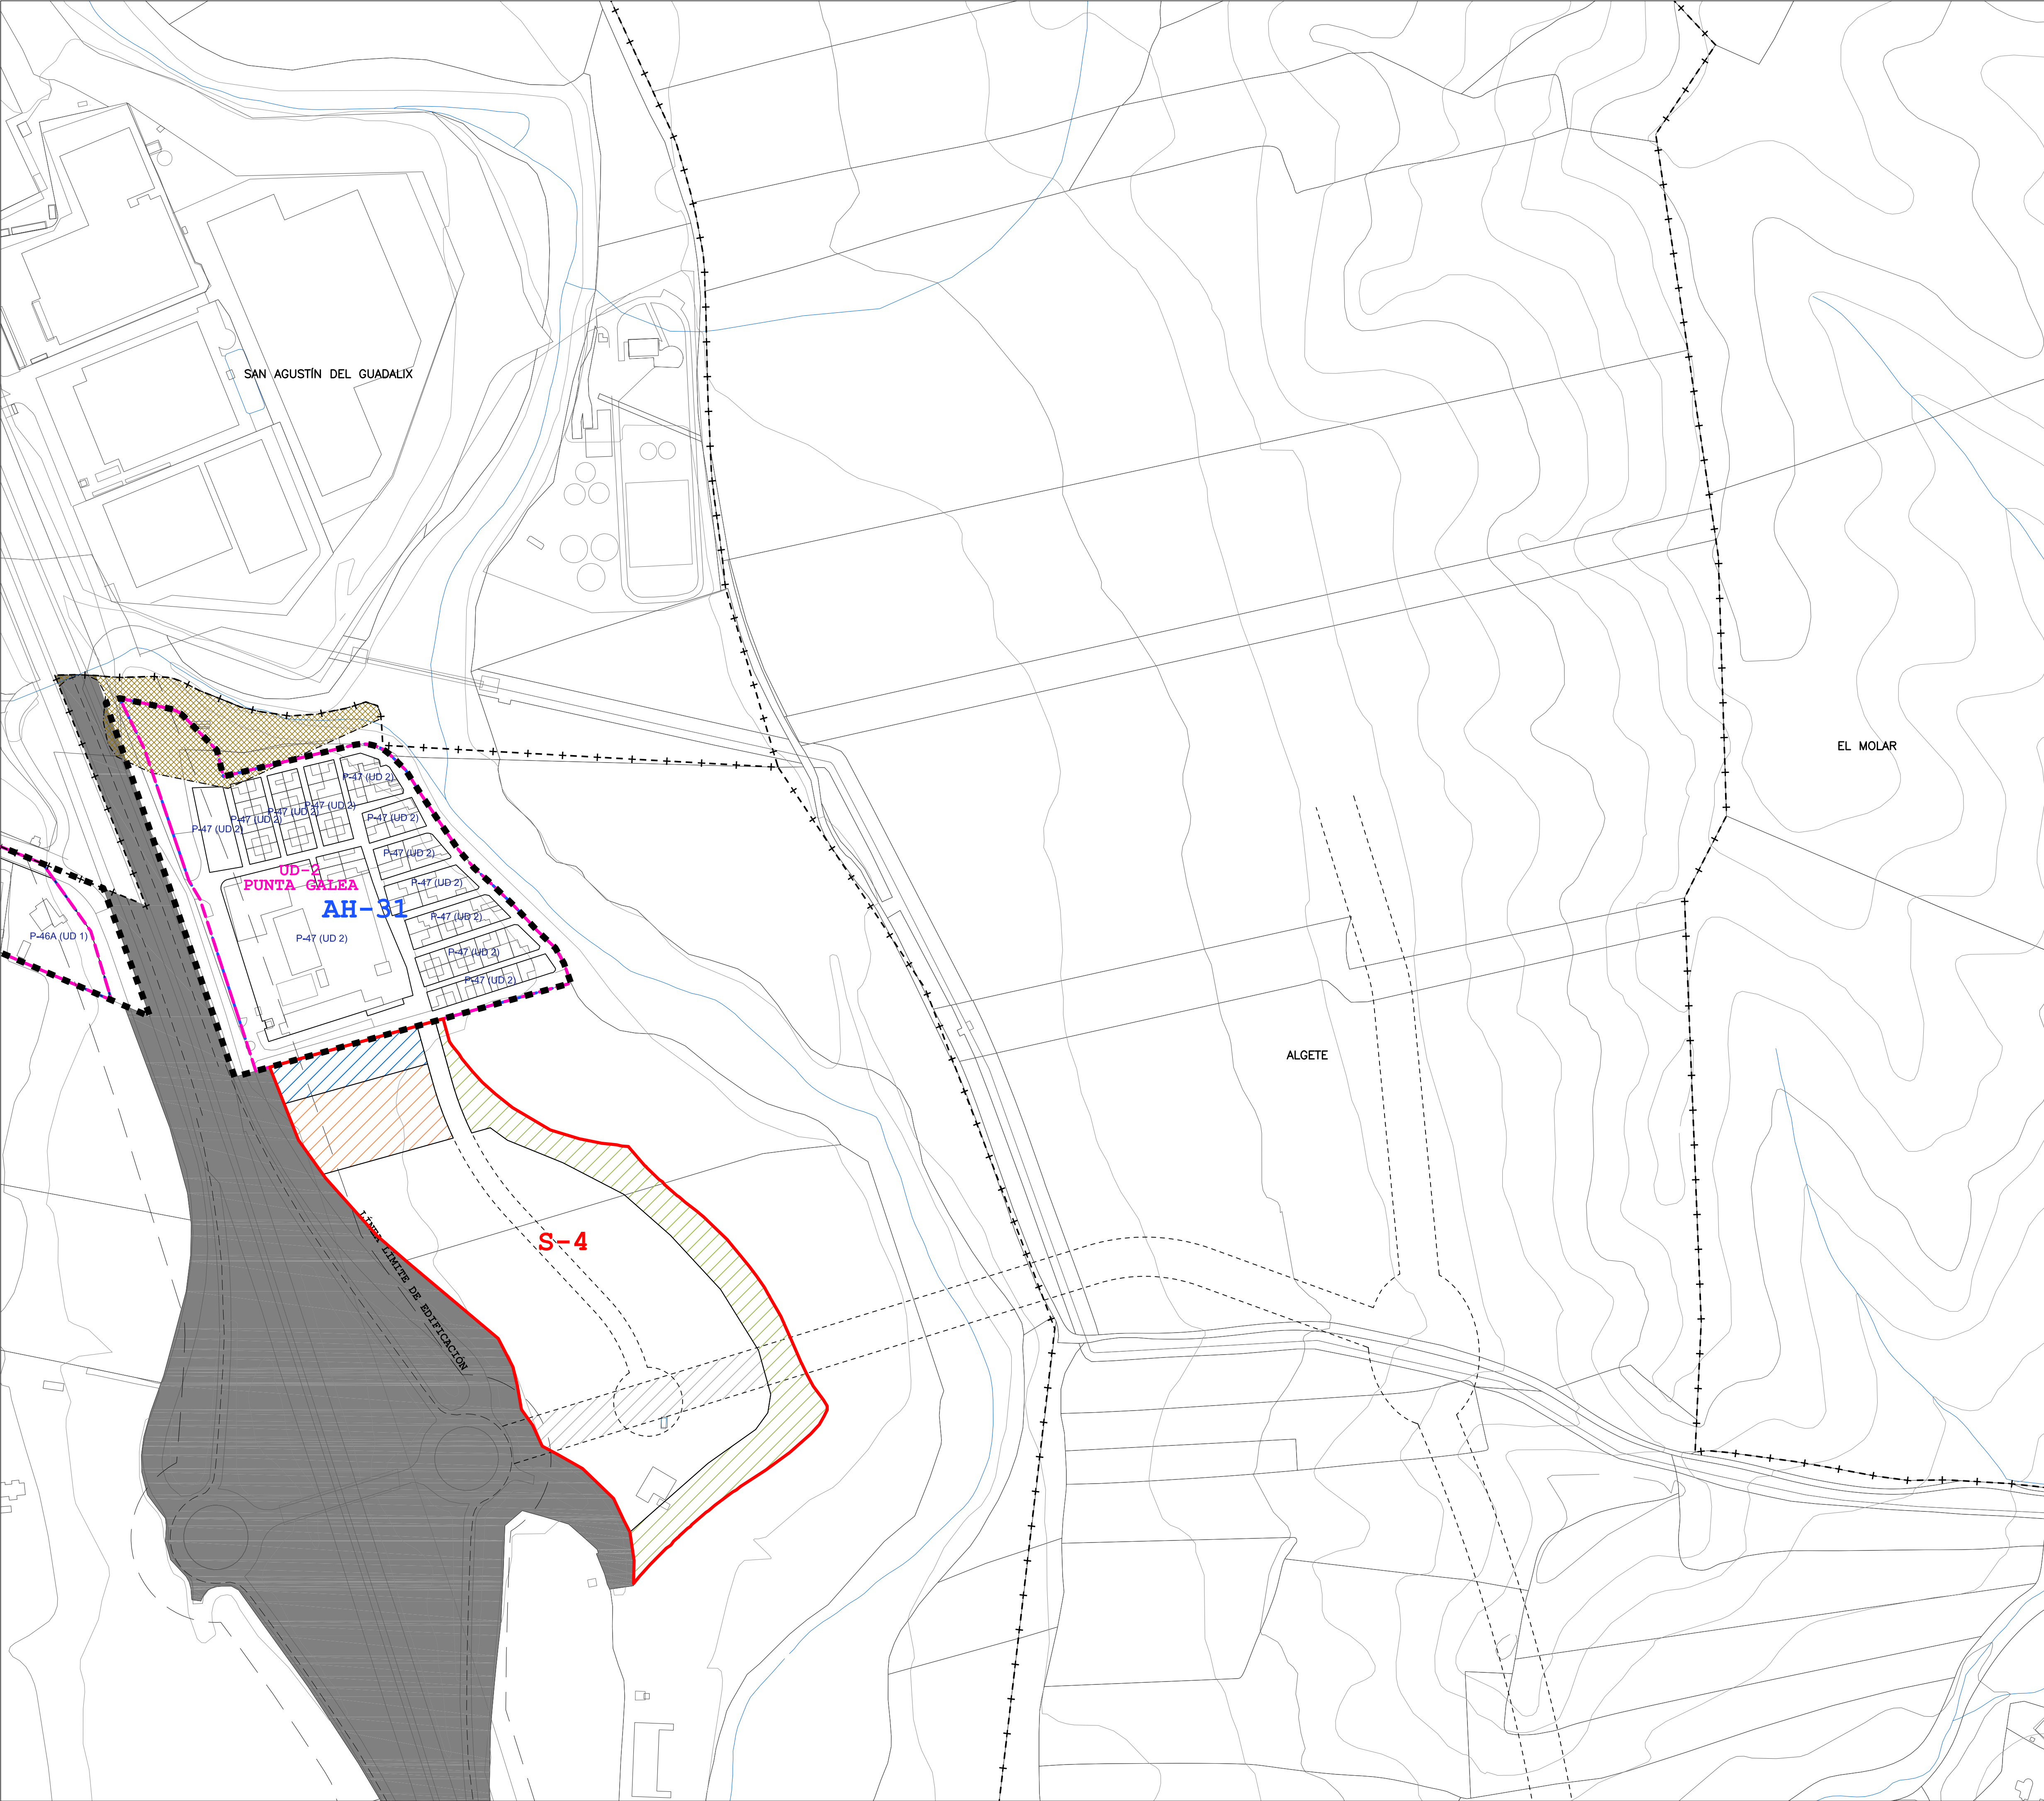 SAN AGUSTÍN DEL GUADALIX
EL MOLAR
P-47 (UD 2)
P-47 (UD 2)
P-47 (UD 2)
P-47 (UD 2)
P-47 (UD 2)
P-47 (UD 2)
P-47 (UD 2)
UD-2
PUNTA GALEA
P-47 (UD 2)
AH-31
P-47 (UD 2)
P-46A (UD 1)
P-47 (UD 2)
P-47 (UD 2)
P-47 (UD 2)
ALGETE
S-4
LÍNEA LIMITE DE EDIFICACIÓN